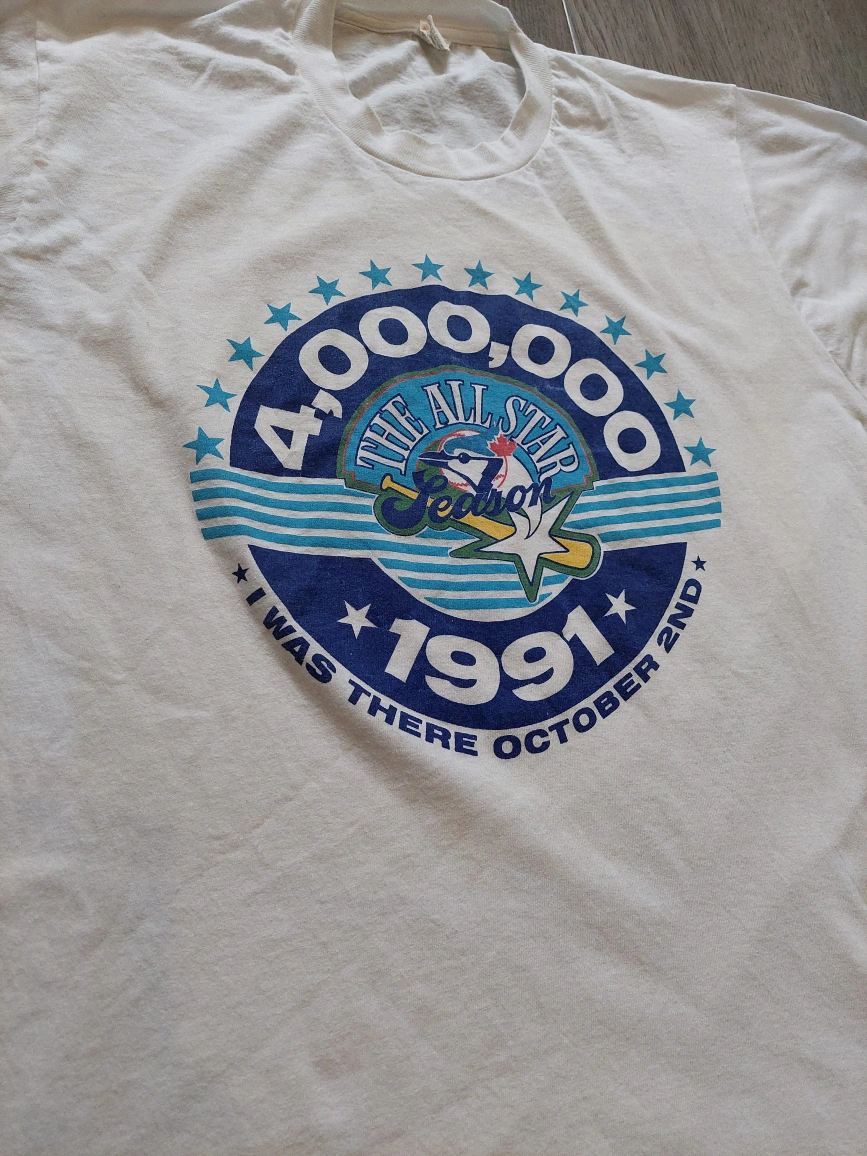 4,000,000
THE ALL STAR
Season
1991
I WAS THERE OCTOBER 2ND